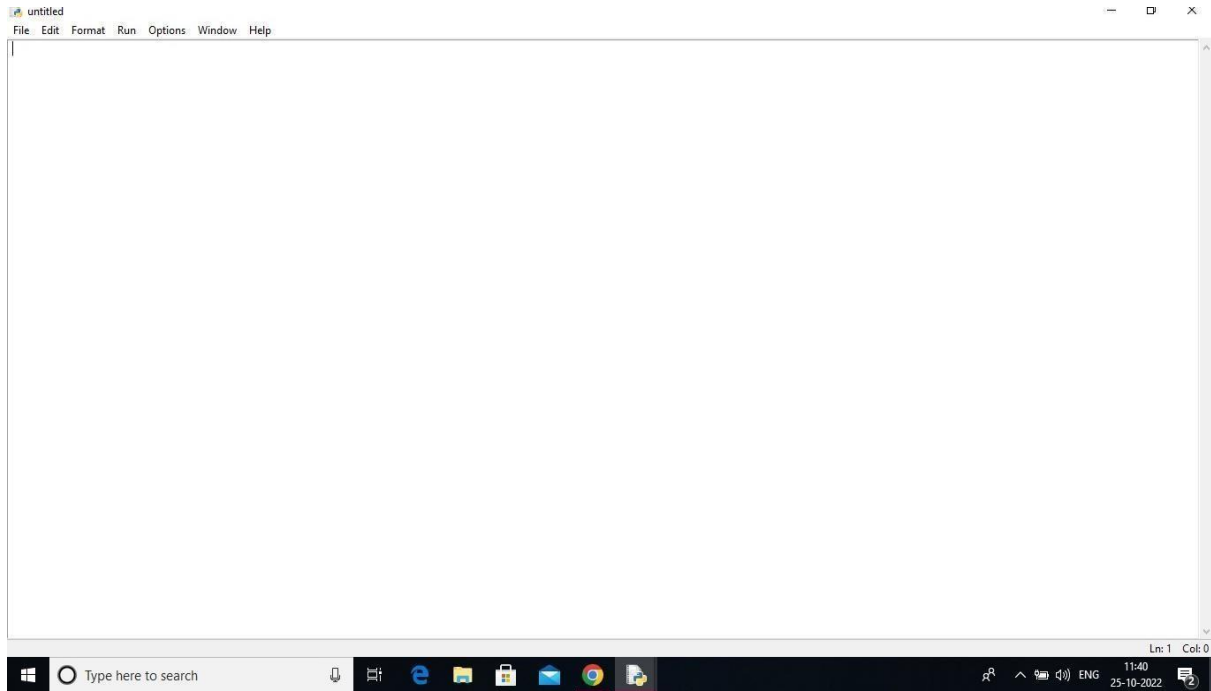 untitled
File Edit Format Run Options Window Help
Ln: 1 Col: 0
Type here to search
ENG
11:40
25-10-2022
2